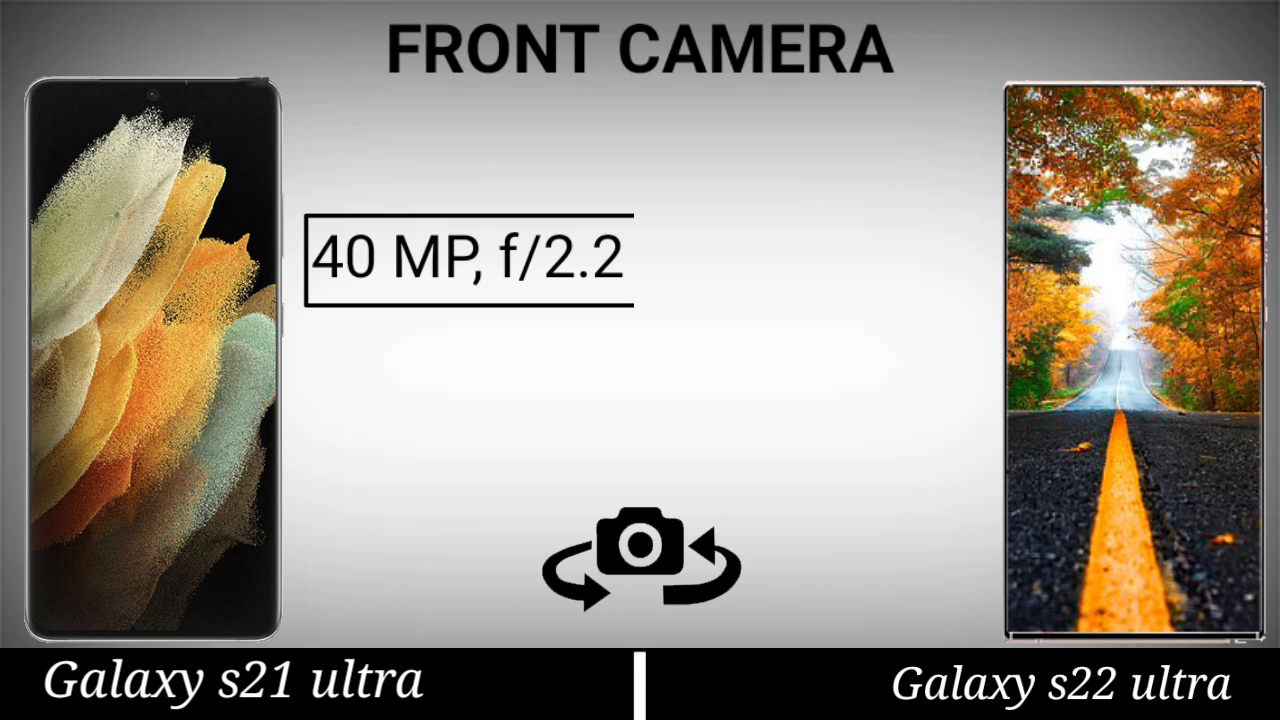 FRONT CAMERA
40 MP, f/2.2
Galaxy s21 ultra
Galaxy s22 ultra